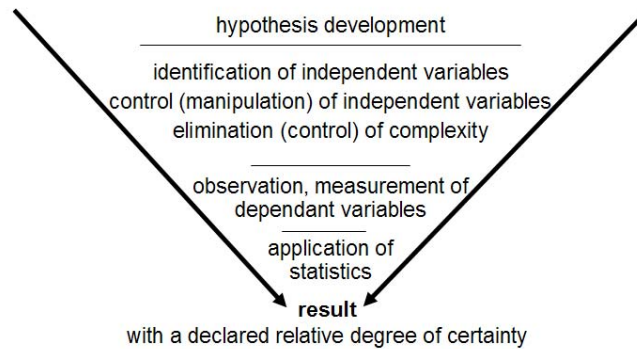 hypothesis development
identification of independent variables
control (manipulation) of independent variables
elimination (control) of complexity
observation, measurement of
dependant variables
application of
statistics
result
with a declared relative degree of certainty